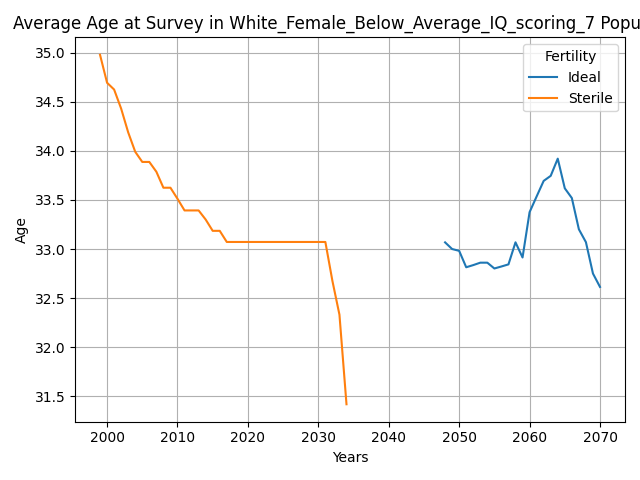 Average Age at Survey in White_Female_Below_Average_IQ_scoring_7 Popu
Fertility
Ideal
Sterile
35.0
34.5
34.0
33.5
33.0
32.5
32.0
31.5
Age
2000 2010 2020 2030 2040 2050 2060 2070
Years